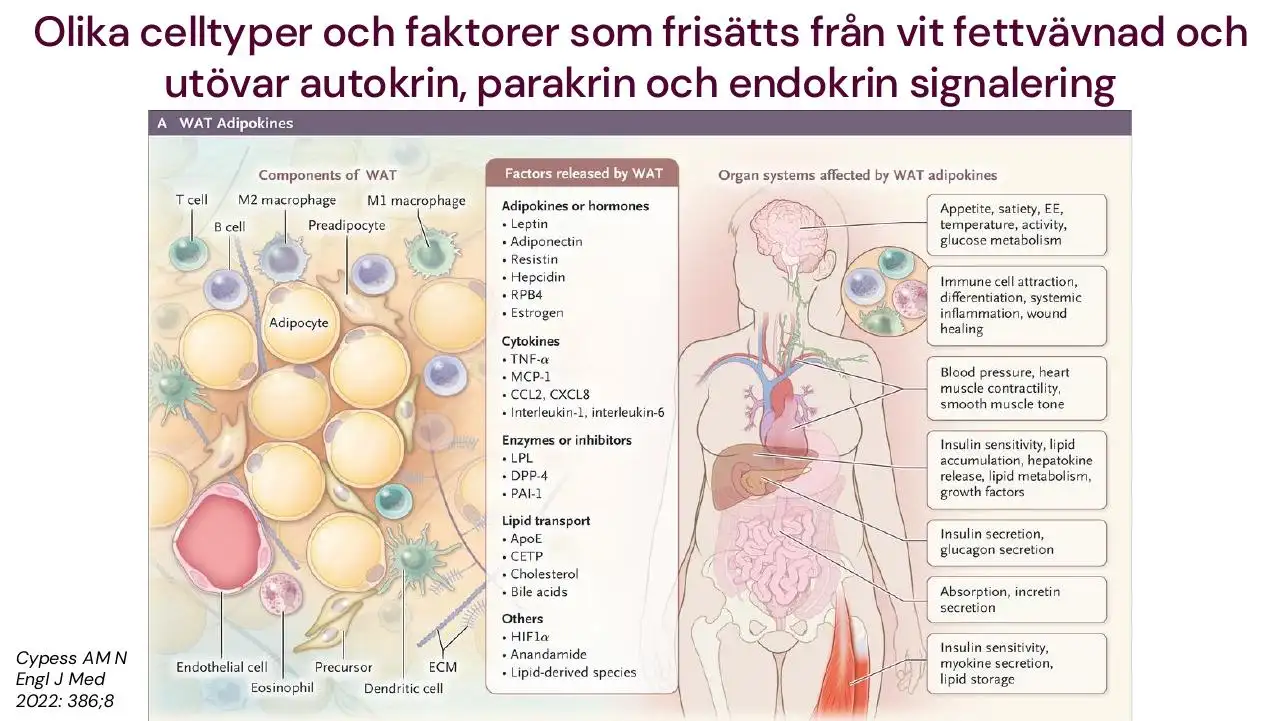 Olika celltyper och faktorer som frisätts från vit fettvävnad och
utövar autokrin, parakrin och endokrin signalering
A WAT Adipokines
Components of WAT
T cell
M2 macrophage
M1 macrophage
B cell
Preadipocyte
Adipocyte
Endothelial cell
Eosinophil
Precursor
Dendritic cell
ECM
Factors released by WAT
Adipokines or hormones
• Leptin
• Adiponectin
• Resistin
• Hepcidin
• RPB4
• Estrogen
Cytokines
• TNF-α
• MCP-1
• CCL2, CXCL8
• Interleukin-1, interleukin-6
Enzymes or inhibitors
• LPL
• DPP-4
• PAI-1
Lipid transport
• ApoE
• CETP
• Cholesterol
• Bile acids
Others
• HIF1α
• Anandamide
• Lipid-derived species
Organ systems affected by WAT adipokines
Appetite, satiety, EE,
temperature, activity,
glucose metabolism
Immune cell attraction,
differentiation, systemic
inflammation, wound
healing
Blood pressure, heart
muscle contractility,
smooth muscle tone
Insulin sensitivity, lipid
accumulation, hepatokine
release, lipid metabolism,
growth factors
Insulin secretion,
glucagon secretion
Absorption, incretin
secretion
Insulin sensitivity,
myokine secretion,
lipid storage
Cypess AM N
Engl J Med
2022: 386;8